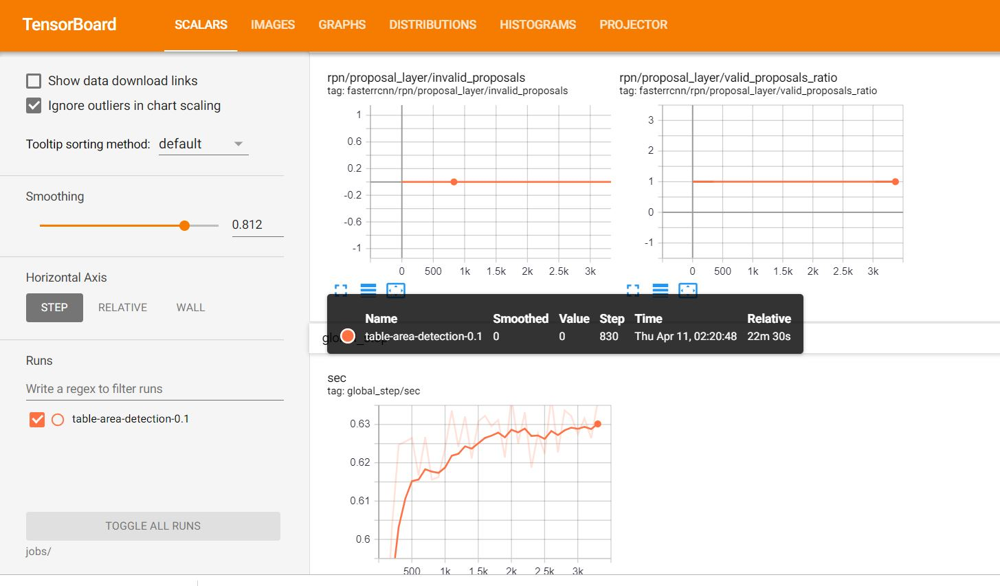 TensorBoard SCALARS IMAGES GRAPHS DISTRIBUTIONS HISTOGRAMS PROJECTOR
Show data download links
Ignore outliers in chart scaling
Tooltip sorting method: default
Smoothing
0.812
Horizontal Axis
STEP RELATIVE WALL
Runs
Write a regex to filter runs
table-area-detection-0.1
TOGGLE ALL RUNS
jobs/
rpn/proposal_layer/invalid_proposals
tag: fasterrcnn/rpn/proposal_layer/invalid_proposals
1
0.6
0.2
-0.2
-0.6
-1
0 500 1k 1.5k 2k 2.5k 3k
rpn/proposal_layer/valid_proposals_ratio
tag: fasterrcnn/rpn/proposal_layer/valid_proposals_ratio
3
2
1
0
-1
0 500 1k 1.5k 2k 2.5k 3k
Name Smoothed Value Step Time Relative
table-area-detection-0.1 0 0 830 Thu Apr 11, 02:20:48 22m 30s
global_step
sec
tag: global_step/sec
0.63
0.62
0.61
0.6
500 1k 1.5k 2k 2.5k 3k